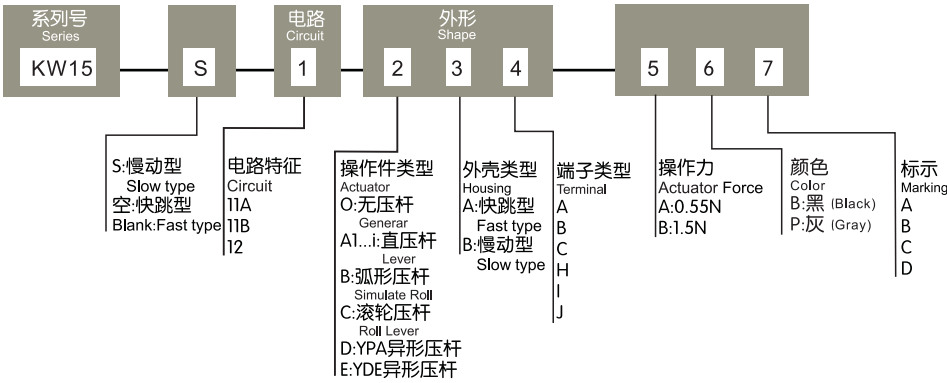 系列号
Series
电路
Circuit
外形
Shape
KW15
S
1
2
3
4
5
6
7
S:慢动型
Slow type
空:快跳型
Blank:Fast type
电路特征
Circuit
11A
11B
12
操作件类型
Actuator
O:无压杆
Generar
A1...i:直压杆
Lever
B:弧形压杆
Simulate Roll
C:滚轮压杆
Roll Lever
D:YPA异形压杆
E:YDE异形压杆
外壳类型
Housing
A:快跳型
Fast type
B:慢动型
Slow type
端子类型
Terminal
A
B
C
H
I
J
操作力
Actuator Force
A:0.55N
B:1.5N
颜色
Color
B:黑 (Black)
P:灰 (Gray)
标示
Marking
A
B
C
D